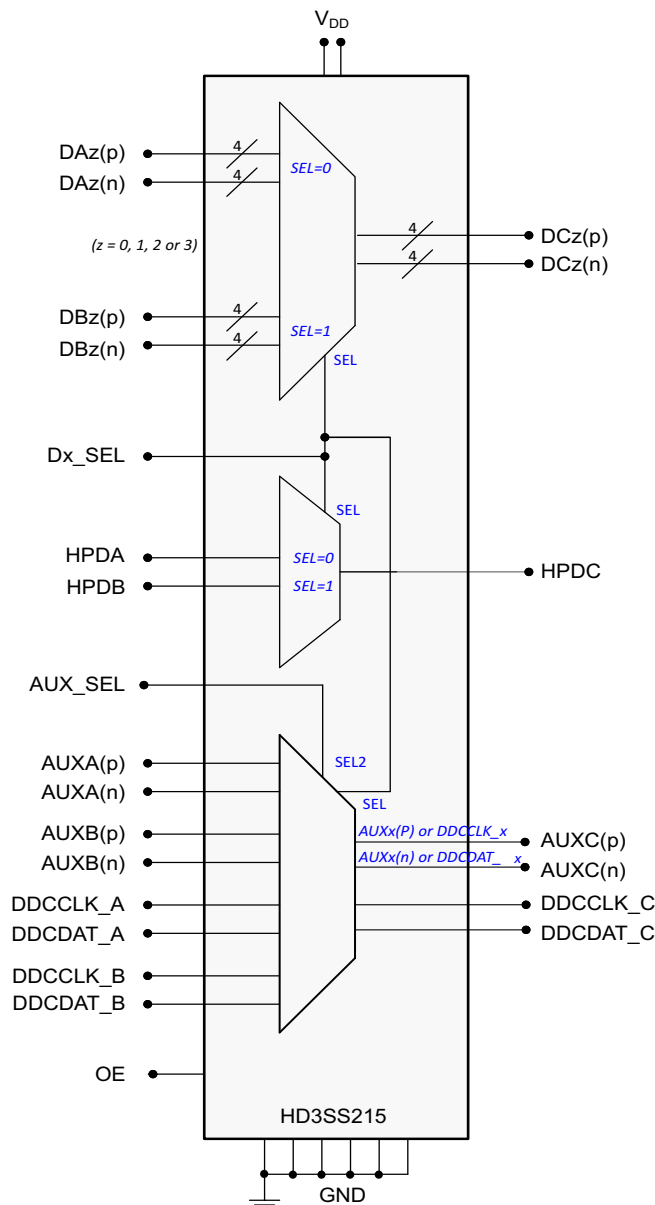 VDD
DAz(p)
4
SEL=0
DAz(n)
4
4
DCz(p)
(z = 0, 1, 2 or 3)
4
DCz(n)
DBz(p)
4
SEL=1
DBz(n)
4
SEL
Dx_SEL
SEL
HPDA
SEL=0
HPDC
HPDB
SEL=1
AUX_SEL
AUXA(p)
SEL2
AUXA(n)
SEL
AUXB(p)
AUXx(P) or DDCCLK_x
AUXC(p)
AUXB(n)
AUXx(n) or DDCDAT_ x
AUXC(n)
DDCCLK_A
DDCCLK_C
DDCDAT_A
DDCDAT_C
DDCCLK_B
DDCDAT_B
OE
HD3SS215
GND